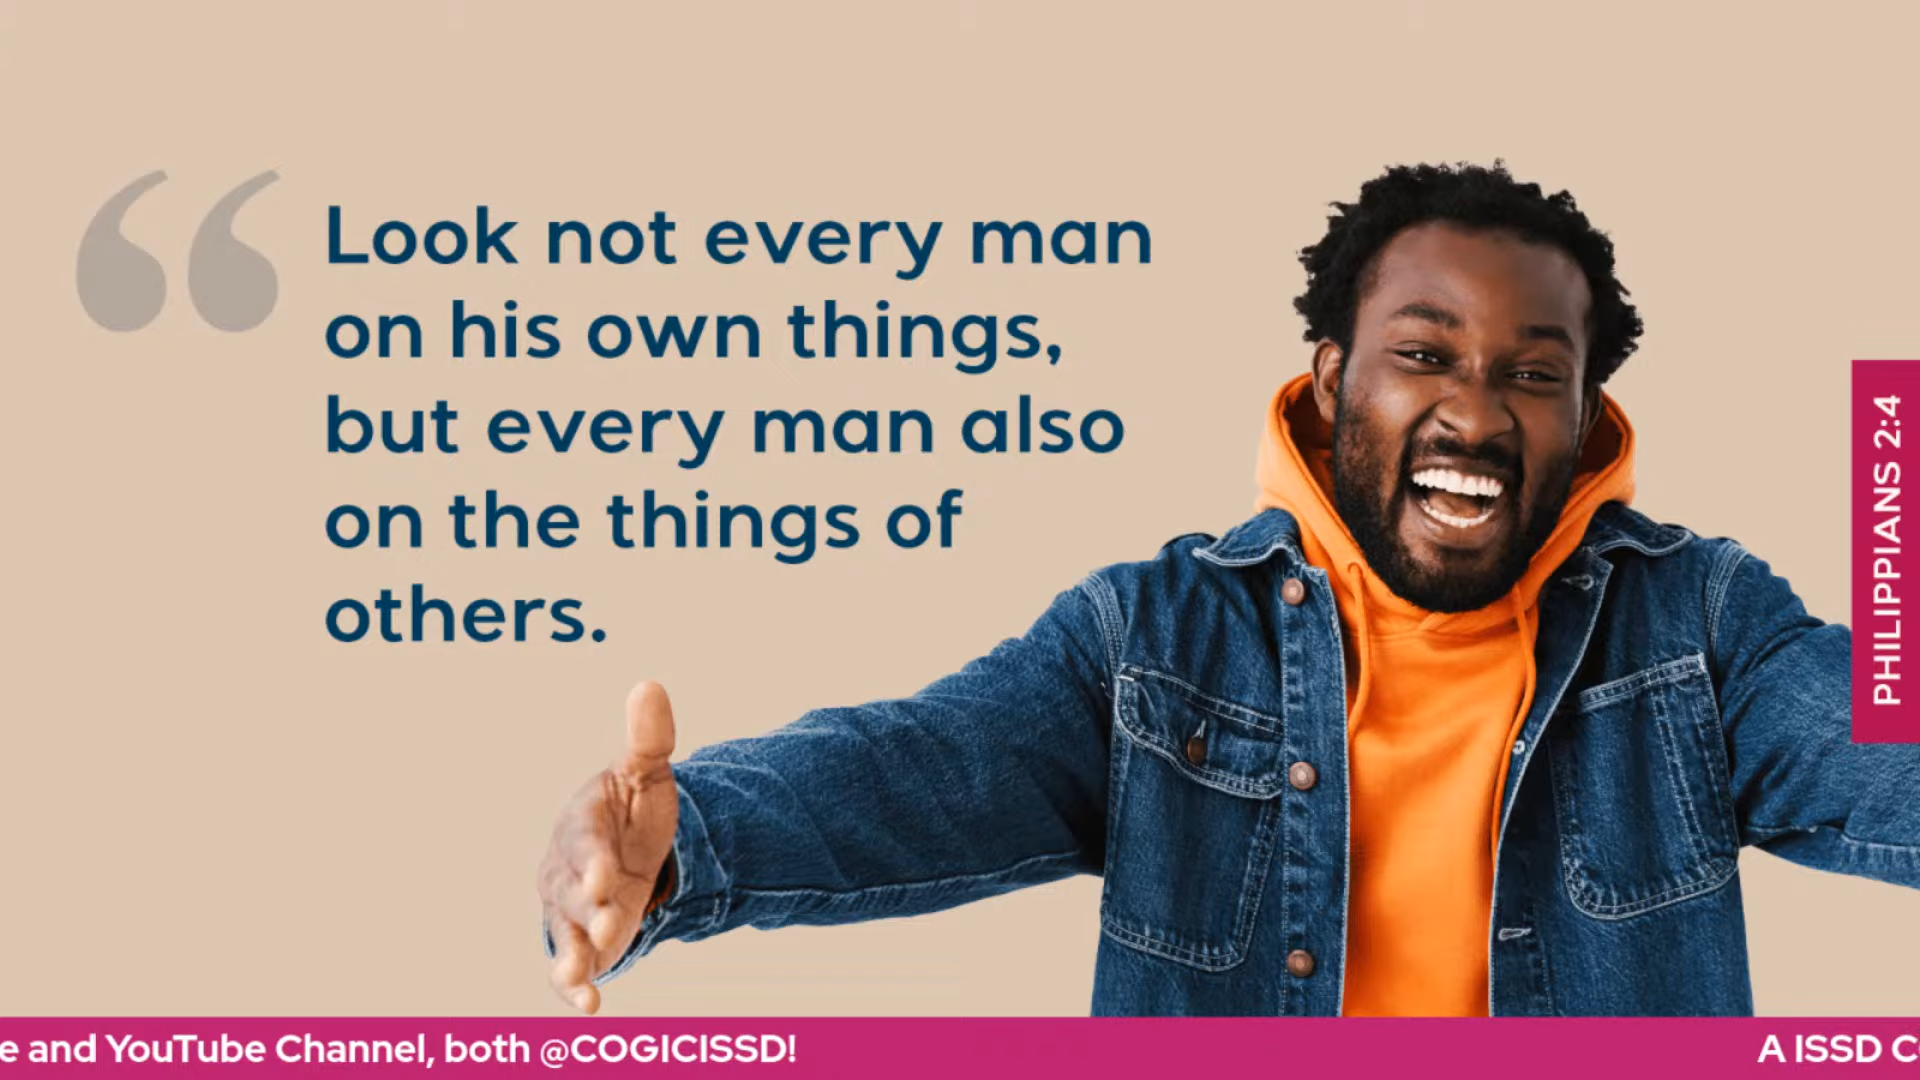 Look not every man
on his own things,
but every man also
on the things of
others.
PHILIPPIANS 2:4
and YouTube Channel, both @COGICISSD!
A ISSD